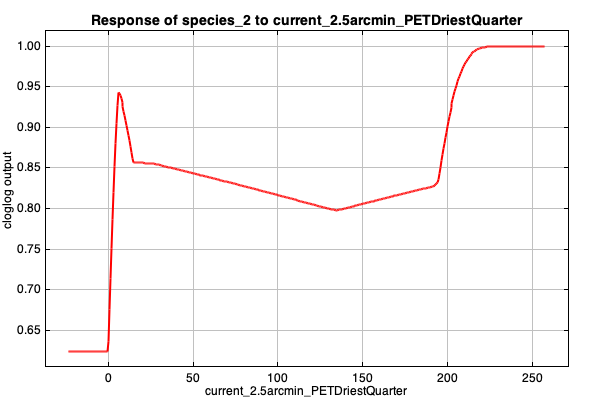 Response of species_2 to current_2.5arcmin_PETDriestQuarter
1.00
0.95
0.90
0.85
0.80
0.75
0.70
0.65
cloglog output
0 50 100 150 200 250
current_2.5arcmin_PETDriestQuarter